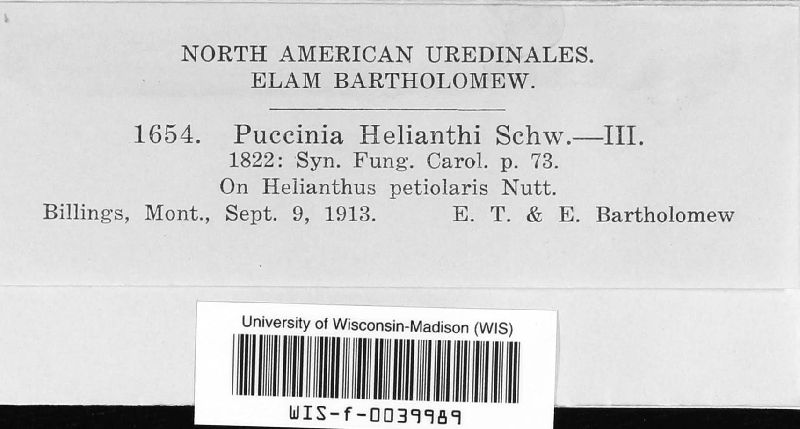 NORTH AMERICAN UREDINALES.
ELAM BARTHOLOMEW.
1654. Puccinia Helianthi Schw.—III.
1822: Syn. Fung. Carol. p. 73.
On Helianthus petiolaris Nutt.
Billings, Mont., Sept. 9, 1913. E. T. & E. Bartholomew
University of Wisconsin-Madison (WIS)
WIS-f-0039989